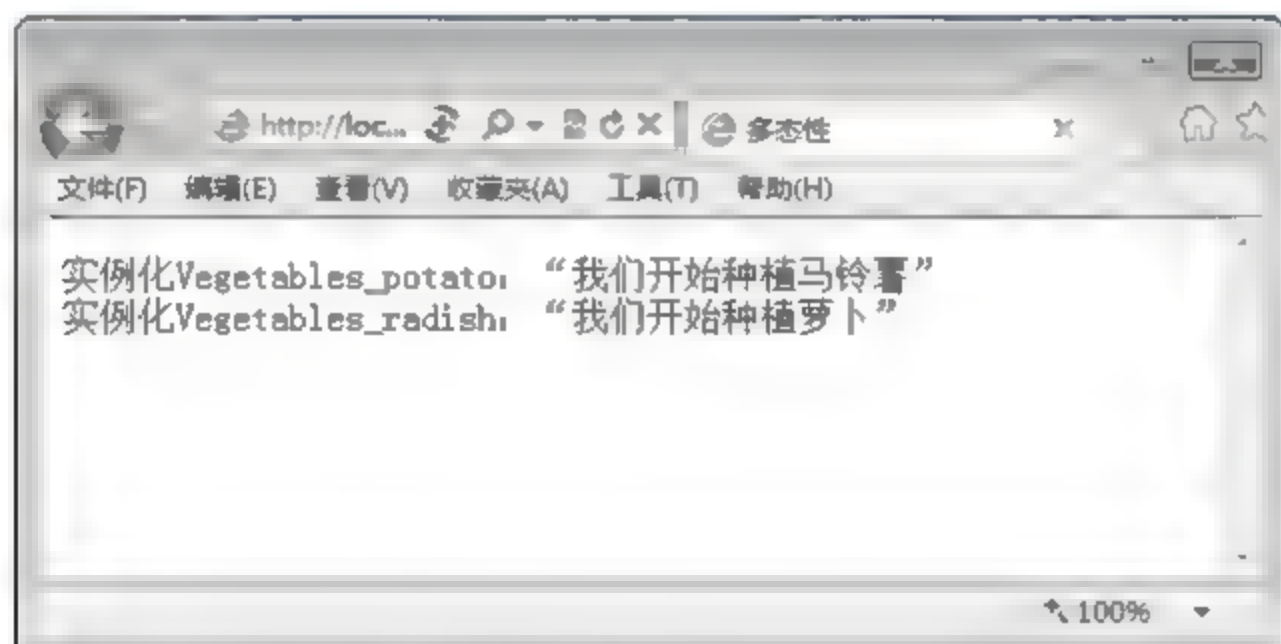 http://loc... 多态性
文件(F) 编辑(E) 查看(V) 收藏夹(A) 工具(T) 帮助(H)
实例化Vegetables_potato：“我们开始种植马铃薯”
实例化Vegetables_radish：“我们开始种植萝卜”
100%